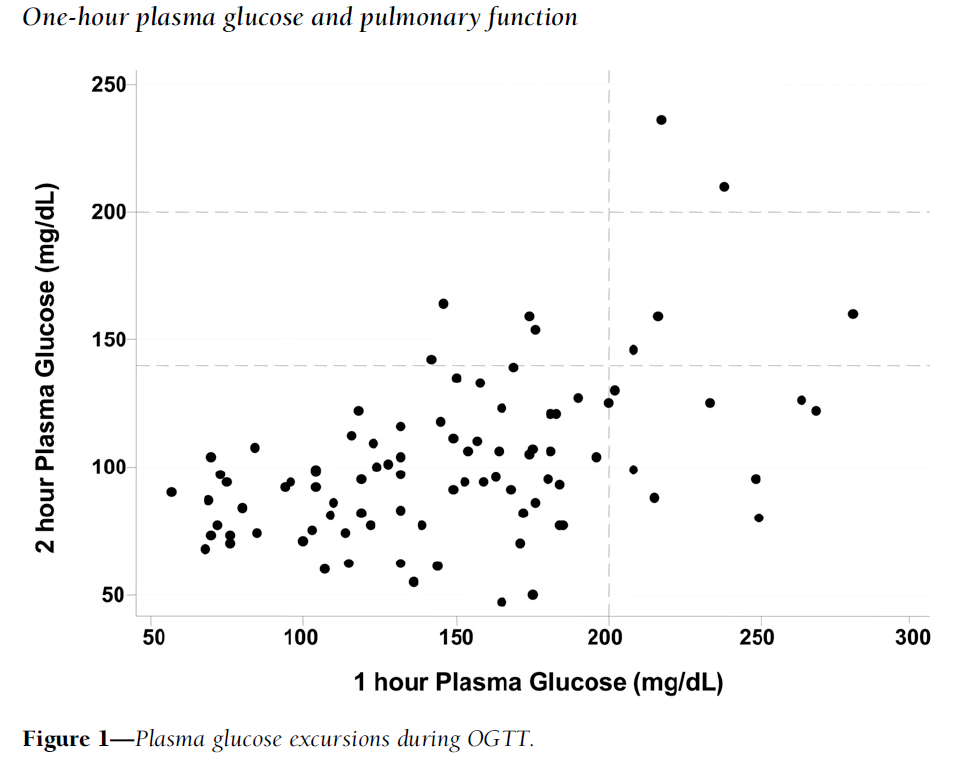 One-hour plasma glucose and pulmonary function
250
200
150
100
50
2 hour Plasma Glucose (mg/dL)
50 100 150 200 250 300
1 hour Plasma Glucose (mg/dL)
Figure 1—Plasma glucose excursions during OGTT.